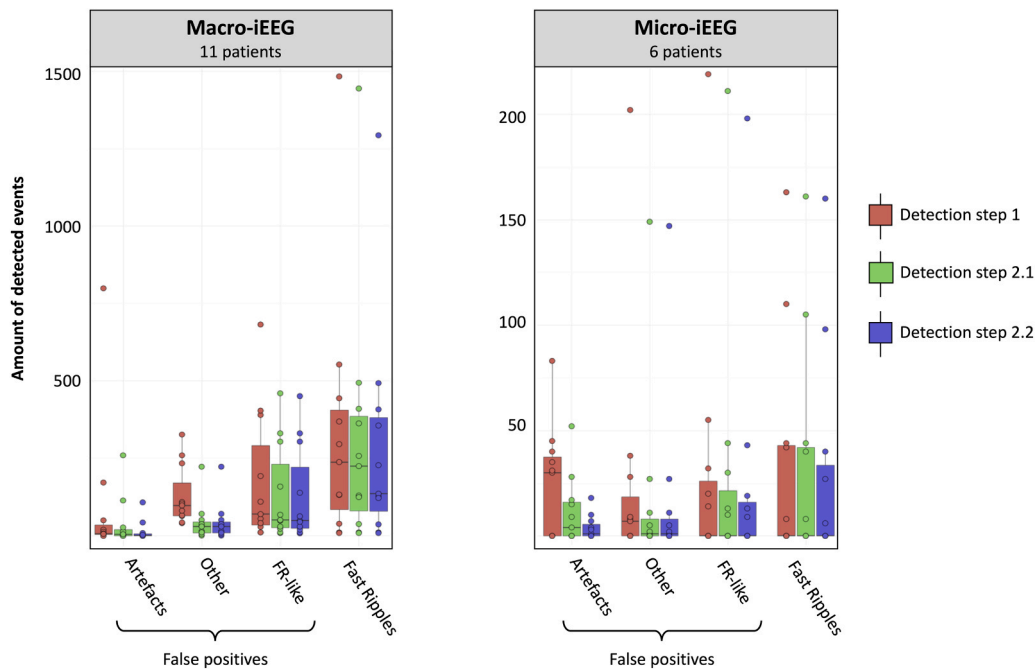 Macro-iEEG
11 patients
Micro-iEEG
6 patients
Amount of detected events
1500
1000
500
200
150
100
50
Artefacts
Other
FR-like
Fast Ripples
False positives
Artefacts
Other
FR-like
Fast Ripples
False positives
Detection step 1
Detection step 2.1
Detection step 2.2